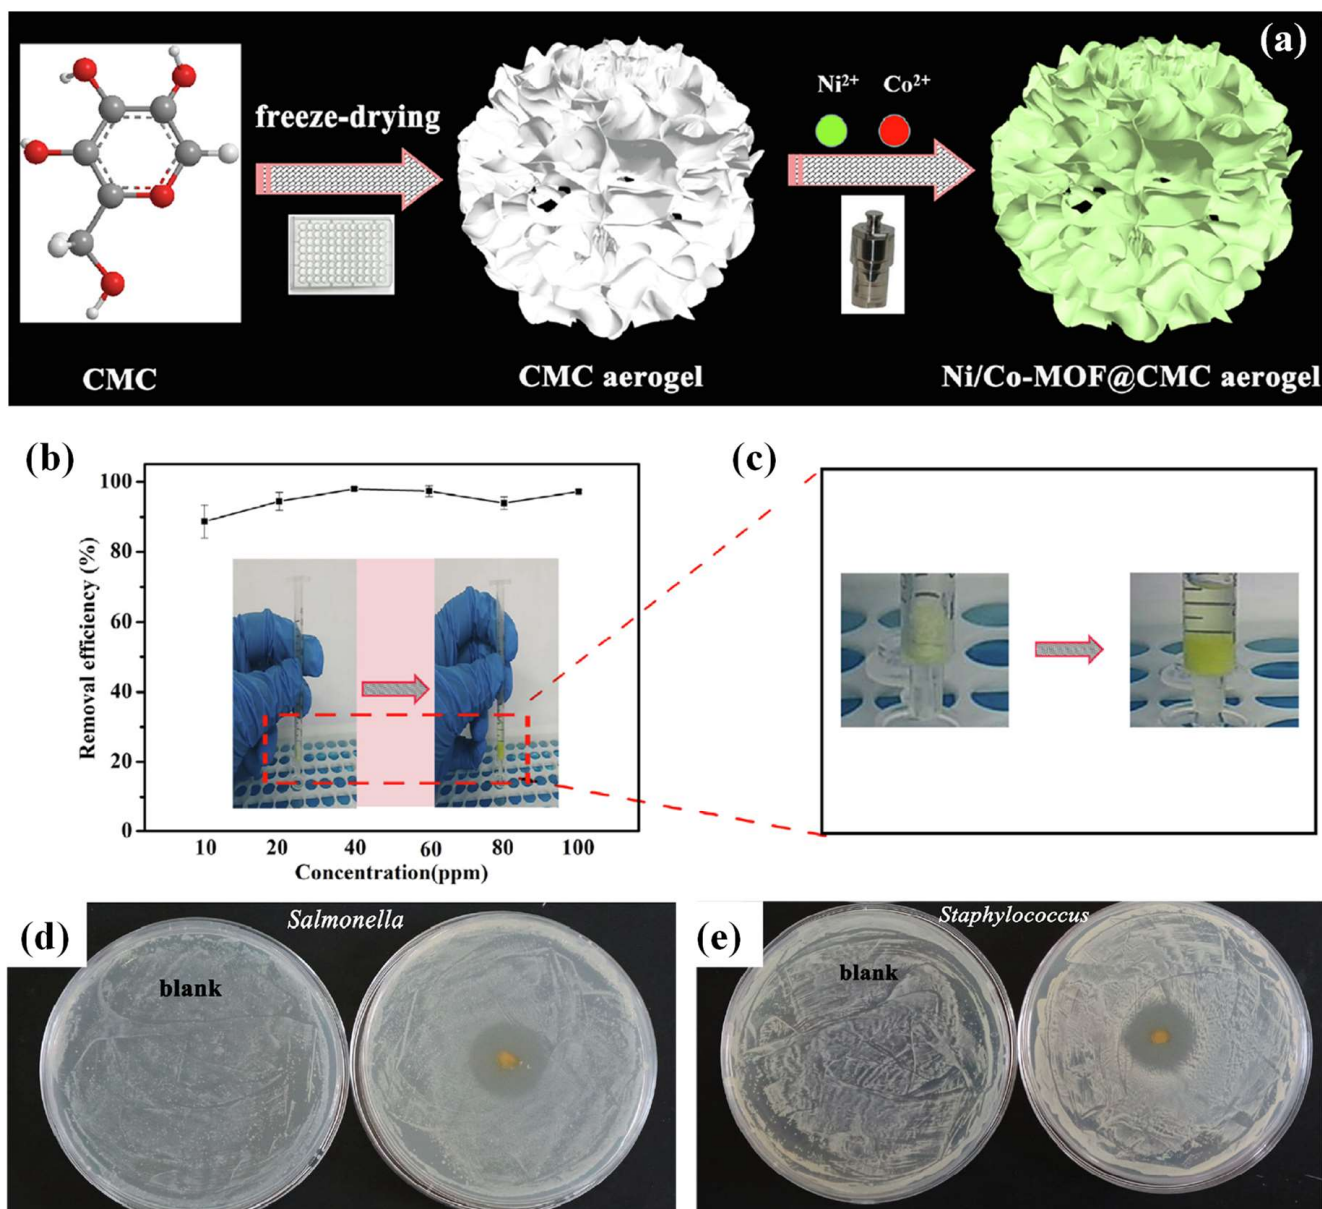 (a)
Ni²⁺ Co²⁺
freeze-drying
CMC
CMC aerogel
Ni/Co-MOF@CMC aerogel
(b)
Removal efficiency (%)
100
80
60
40
20
0
10 20 40 60 80 100
Concentration(ppm)
(c)
(d)
Salmonella
blank
(e)
Staphylococcus
blank